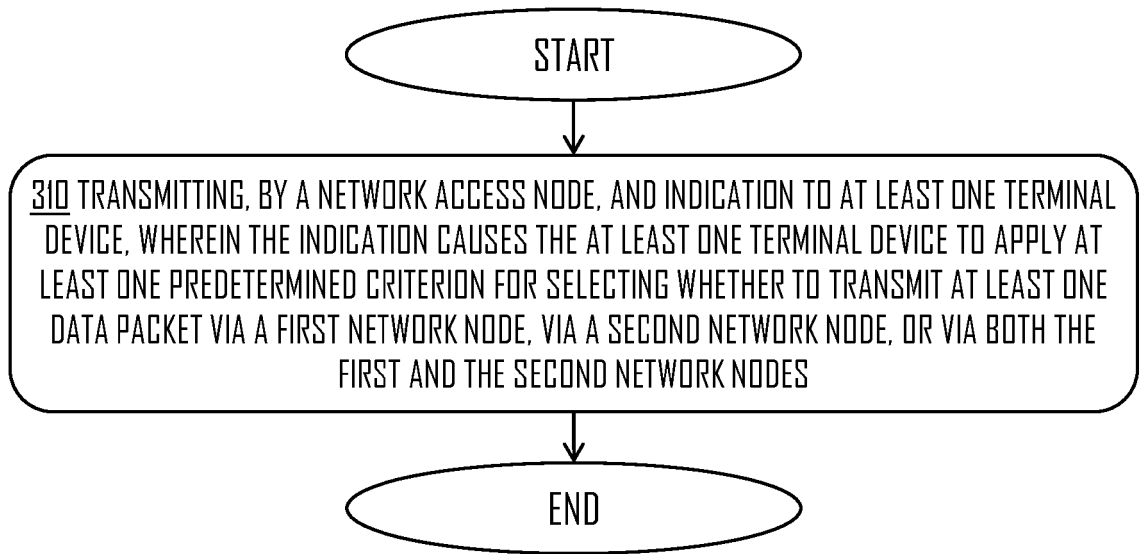 START
310 TRANSMITTING, BY A NETWORK ACCESS NODE, AND INDICATION TO AT LEAST ONE TERMINAL
DEVICE, WHEREIN THE INDICATION CAUSES THE AT LEAST ONE TERMINAL DEVICE TO APPLY AT
LEAST ONE PREDETERMINED CRITERION FOR SELECTING WHETHER TO TRANSMIT AT LEAST ONE
DATA PACKET VIA A FIRST NETWORK NODE, VIA A SECOND NETWORK NODE, OR VIA BOTH THE
FIRST AND THE SECOND NETWORK NODES
END